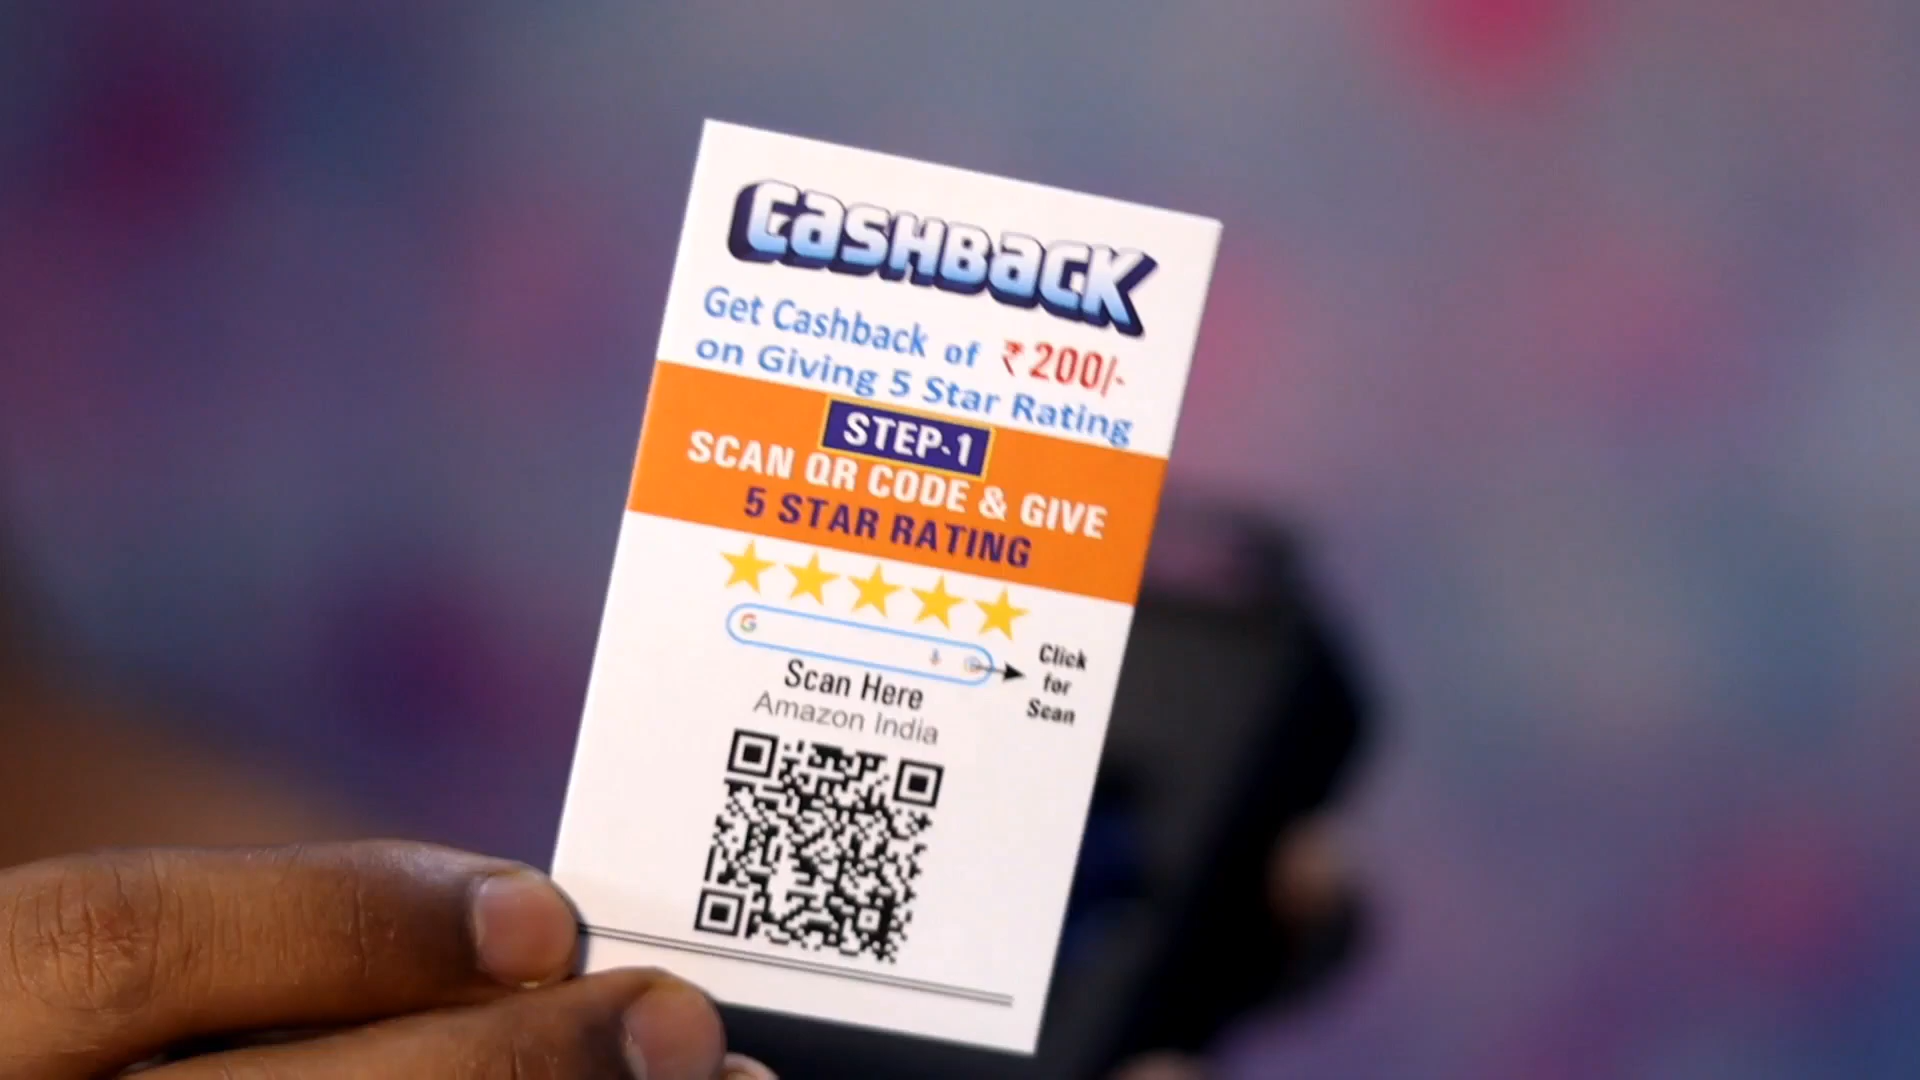 CASHBACK
Get Cashback of ₹200/-
on Giving 5 Star Rating
STEP-1
SCAN QR CODE & GIVE
5 STAR RATING
G
Click
for
Scan
Scan Here
Amazon India